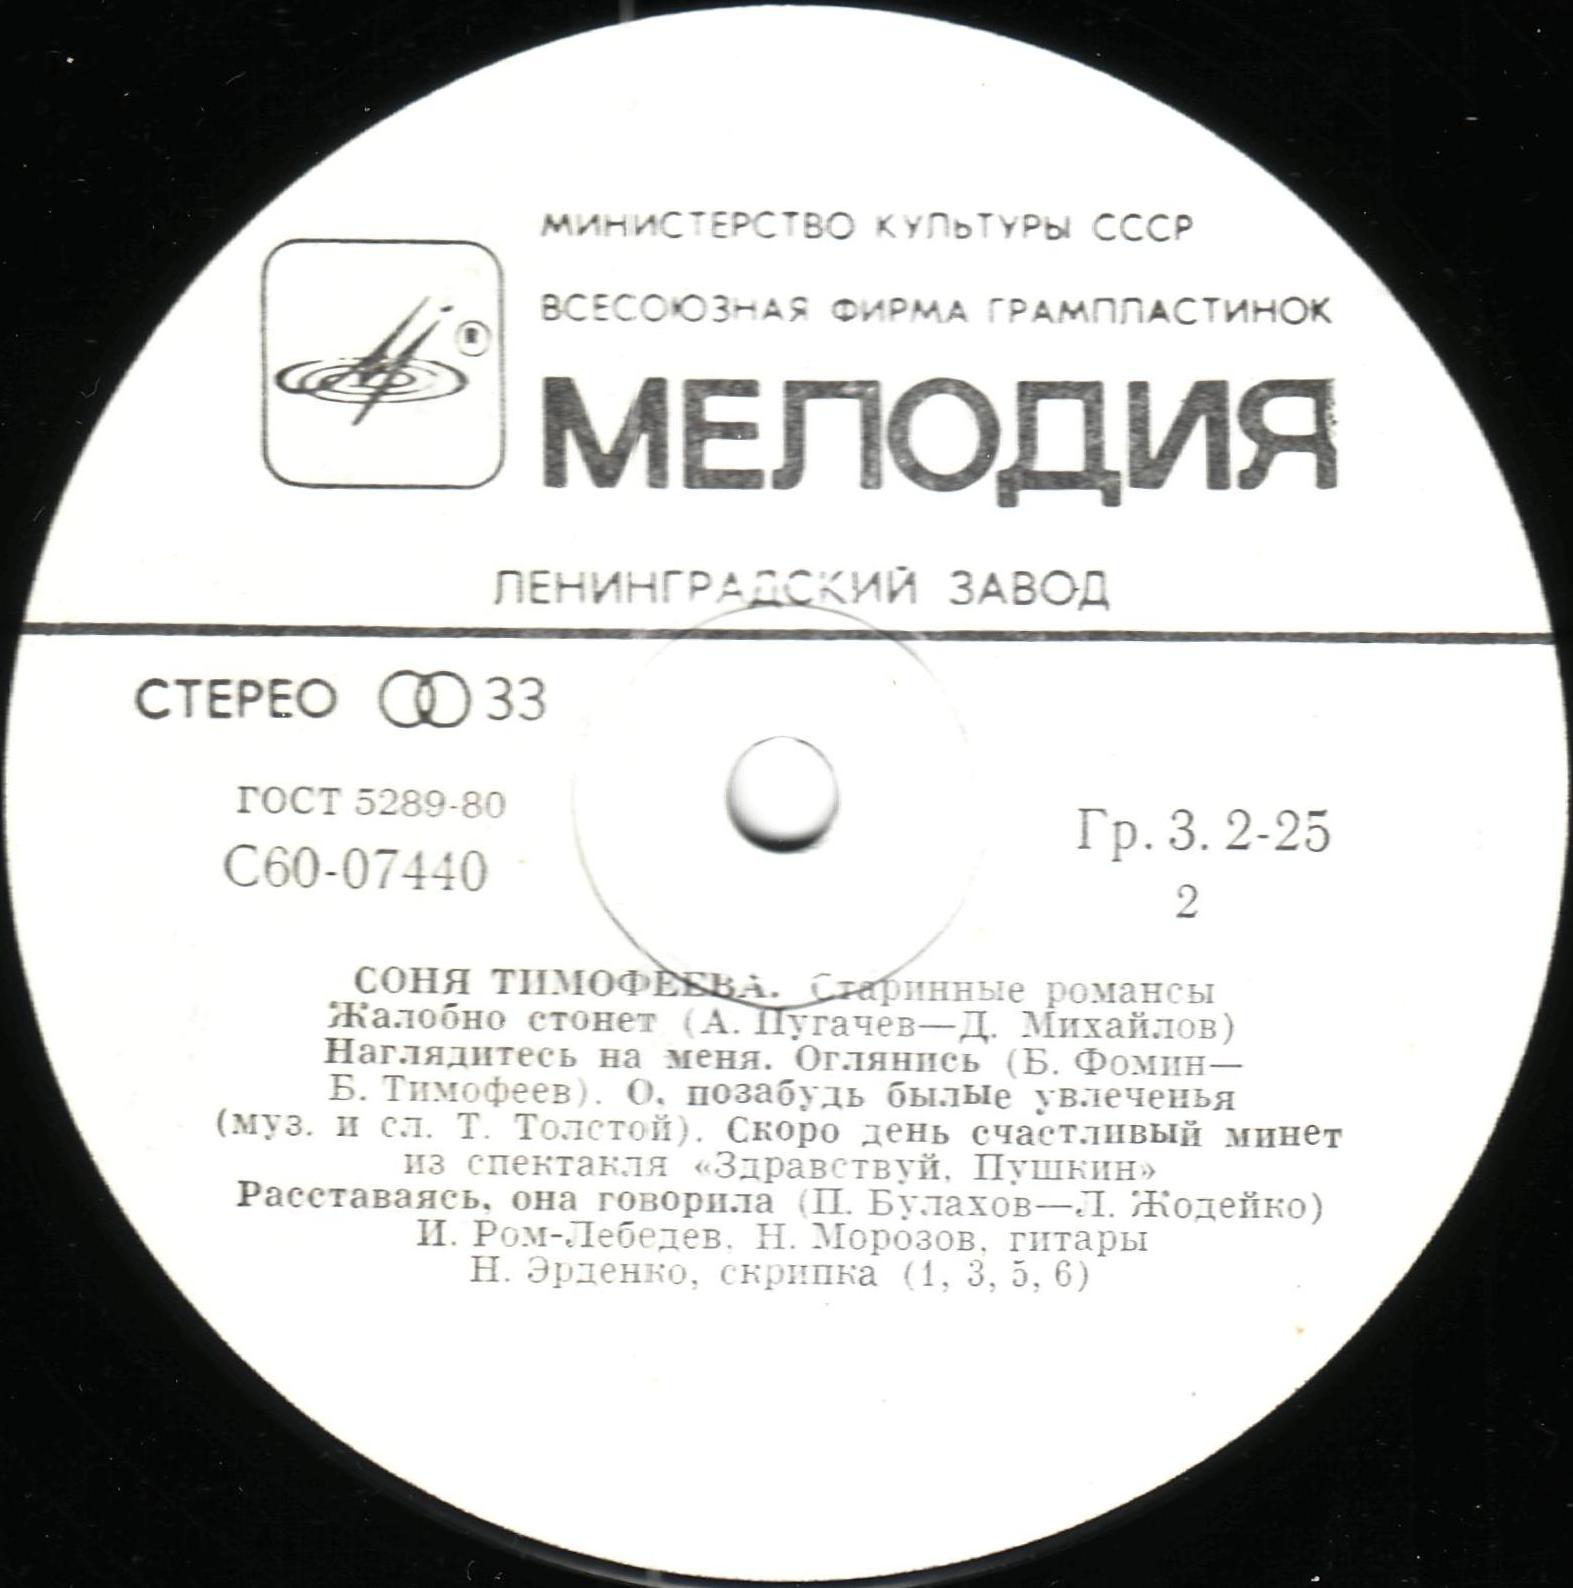 МИНИСТЕРСТВО КУЛЬТУРЫ СССР
ВСЕСОЮЗНАЯ ФИРМА ГРАМПЛАСТИНОК
®
МЕЛОДИЯ
ЛЕНИНГРАДСКИЙ ЗАВОД
СТЕРЕО 33
ГОСТ 5289-80
С60-07440
Гр. 3. 2-25
2
СОНЯ ТИМОФЕЕВА. Старинные романсы
Жалобно стонет (А. Пугачев—Д. Михайлов)
Наглядитесь на меня. Оглянись (Б. Фомин—
Б. Тимофеев). О, позабудь былые увлеченья
(муз. и сл. Т. Толстой). Скоро день счастливый минет
из спектакля «Здравствуй, Пушкин»
Расставаясь, она говорила (П. Булахов—Л. Жодейко)
И. Ром-Лебедев, Н. Морозов, гитары
Н. Эрденко, скрипка (1, 3, 5, 6)